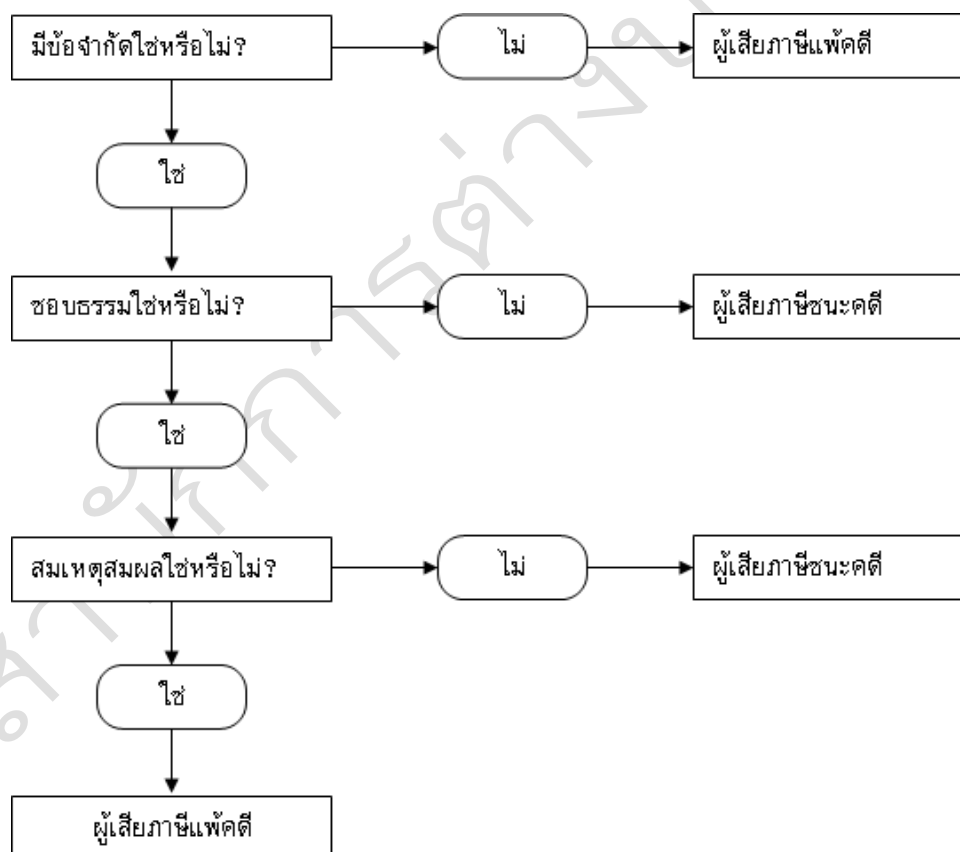 มีข้อจำกัดใช่หรือไม่?
ไม่
ผู้เสียภาษีแพ้คดี
ใช่
ชอบธรรมใช่หรือไม่?
ไม่
ผู้เสียภาษีชนะคดี
ใช่
สมเหตุสมผลใช่หรือไม่?
ไม่
ผู้เสียภาษีชนะคดี
ใช่
ผู้เสียภาษีแพ้คดี